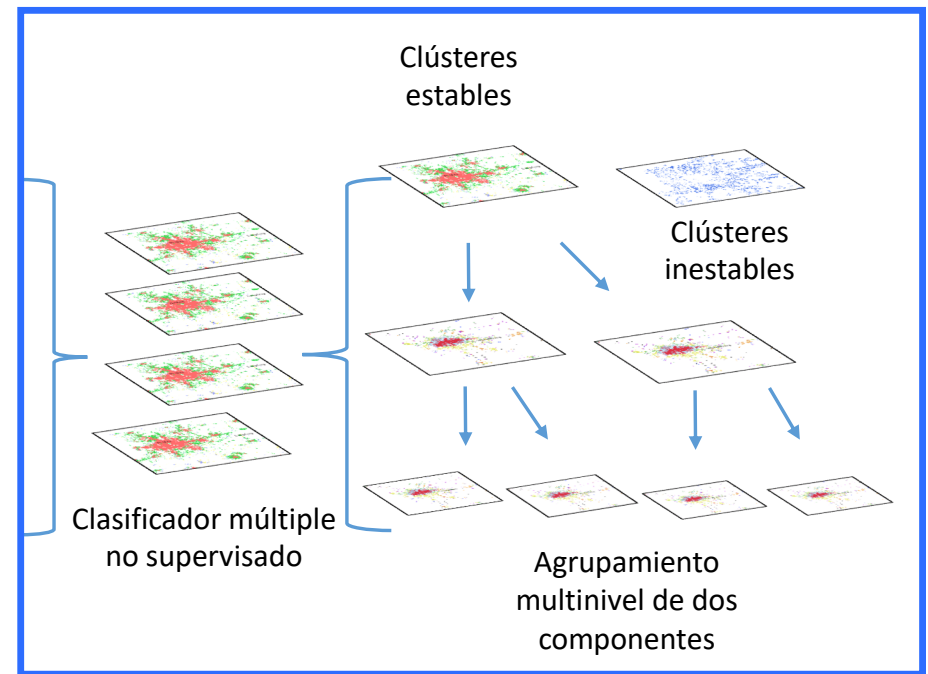 Clústeres
estables
Clústeres
inestables
Clasificador múltiple
no supervisado
Agrupamiento
multinivel de dos
componentes